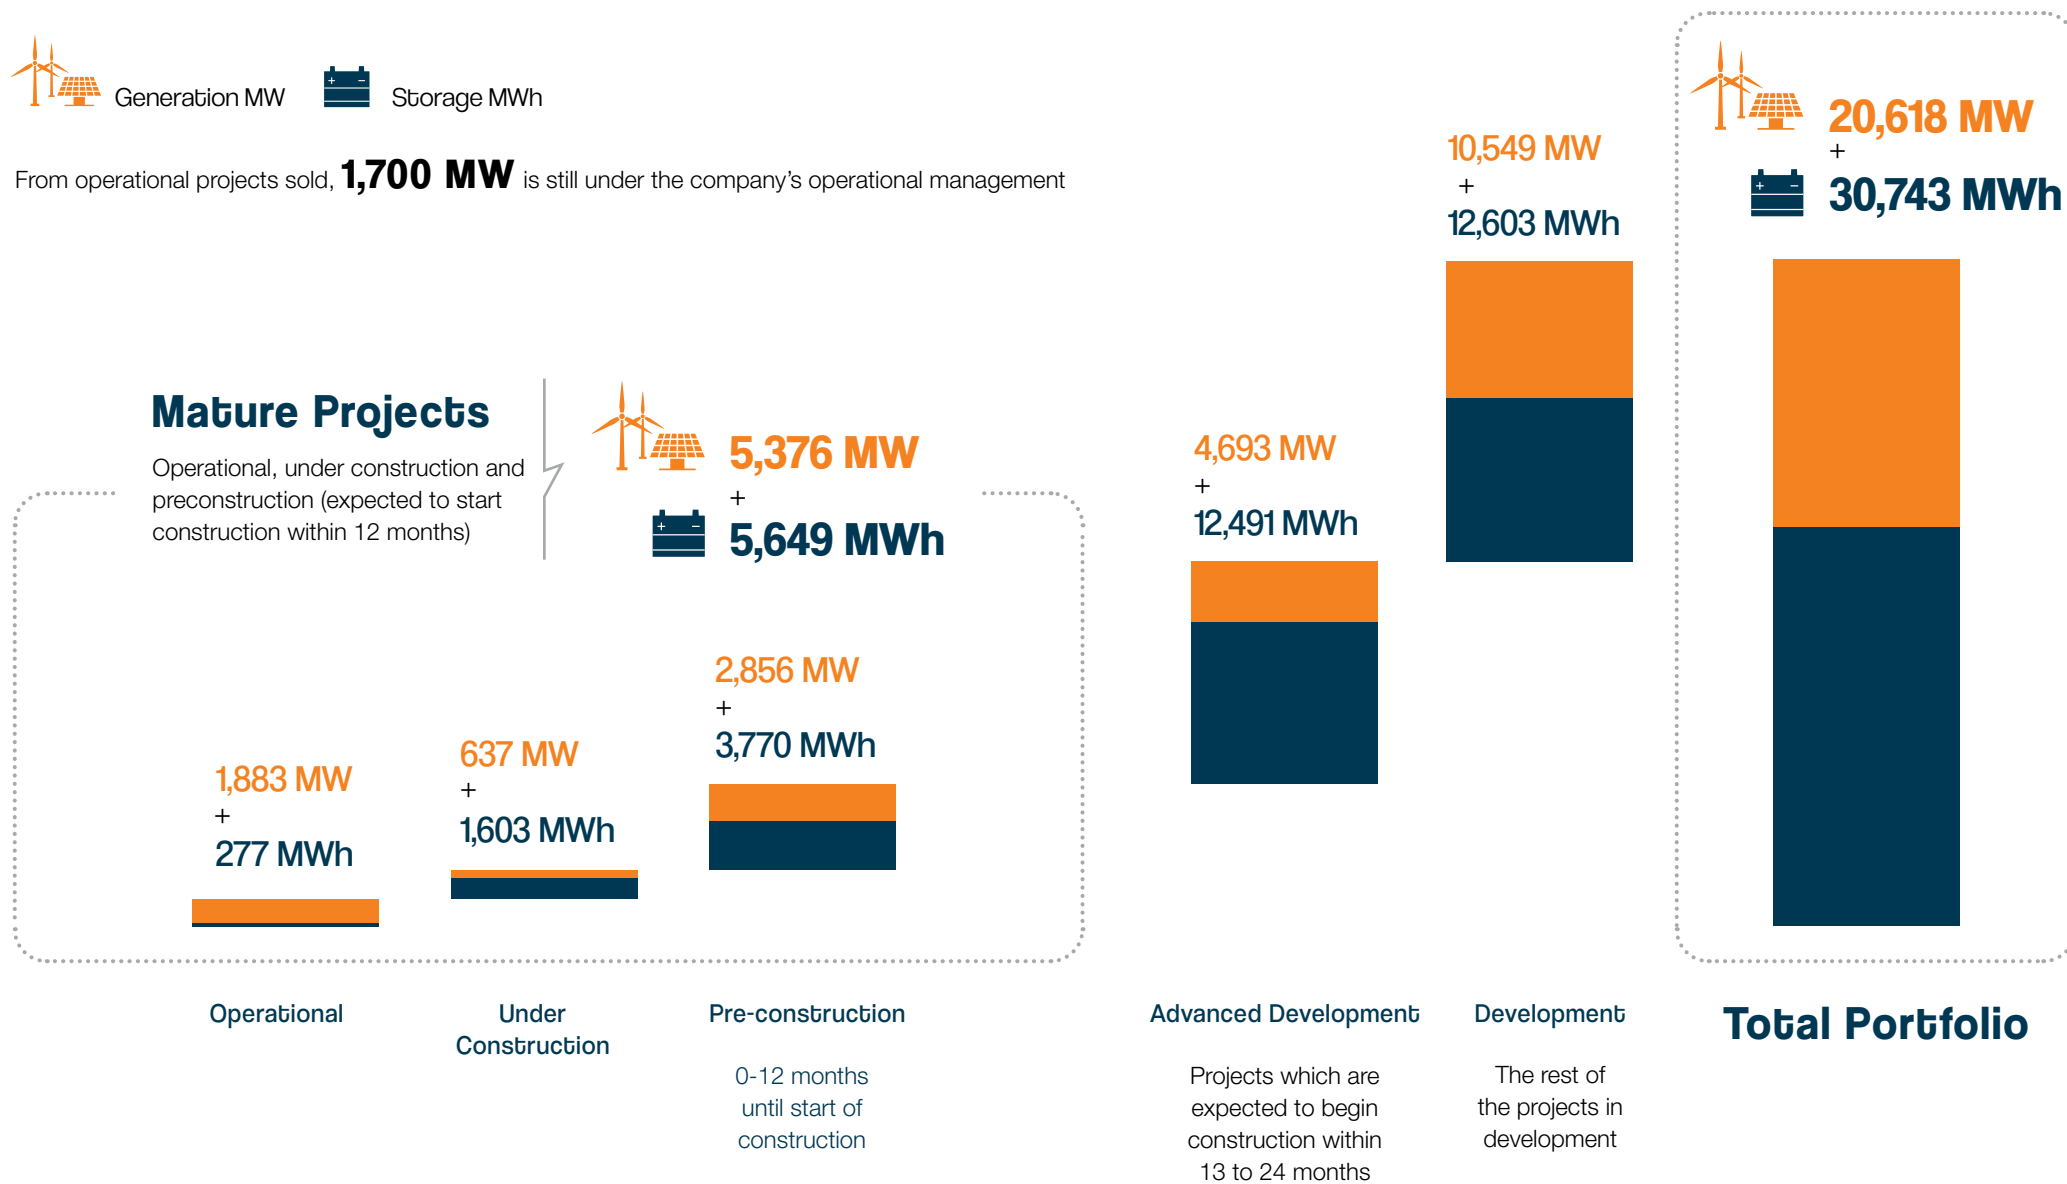 Generation MW
Storage MWh
From operational projects sold, 1,700 MW is still under the company's operational management
Mature Projects
Operational, under construction and
preconstruction (expected to start
construction within 12 months)
5,376 MW
+
5,649 MWh
1,883 MW
+
277 MWh
637 MW
+
1,603 MWh
2,856 MW
+
3,770 MWh
4,693 MW
+
12,491 MWh
10,549 MW
+
12,603 MWh
20,618 MW
+
30,743 MWh
Operational
Under
Construction
Pre-construction
0-12 months
until start of
construction
Advanced Development
Projects which are
expected to begin
construction within
13 to 24 months
Development
The rest of
the projects in
development
Total Portfolio